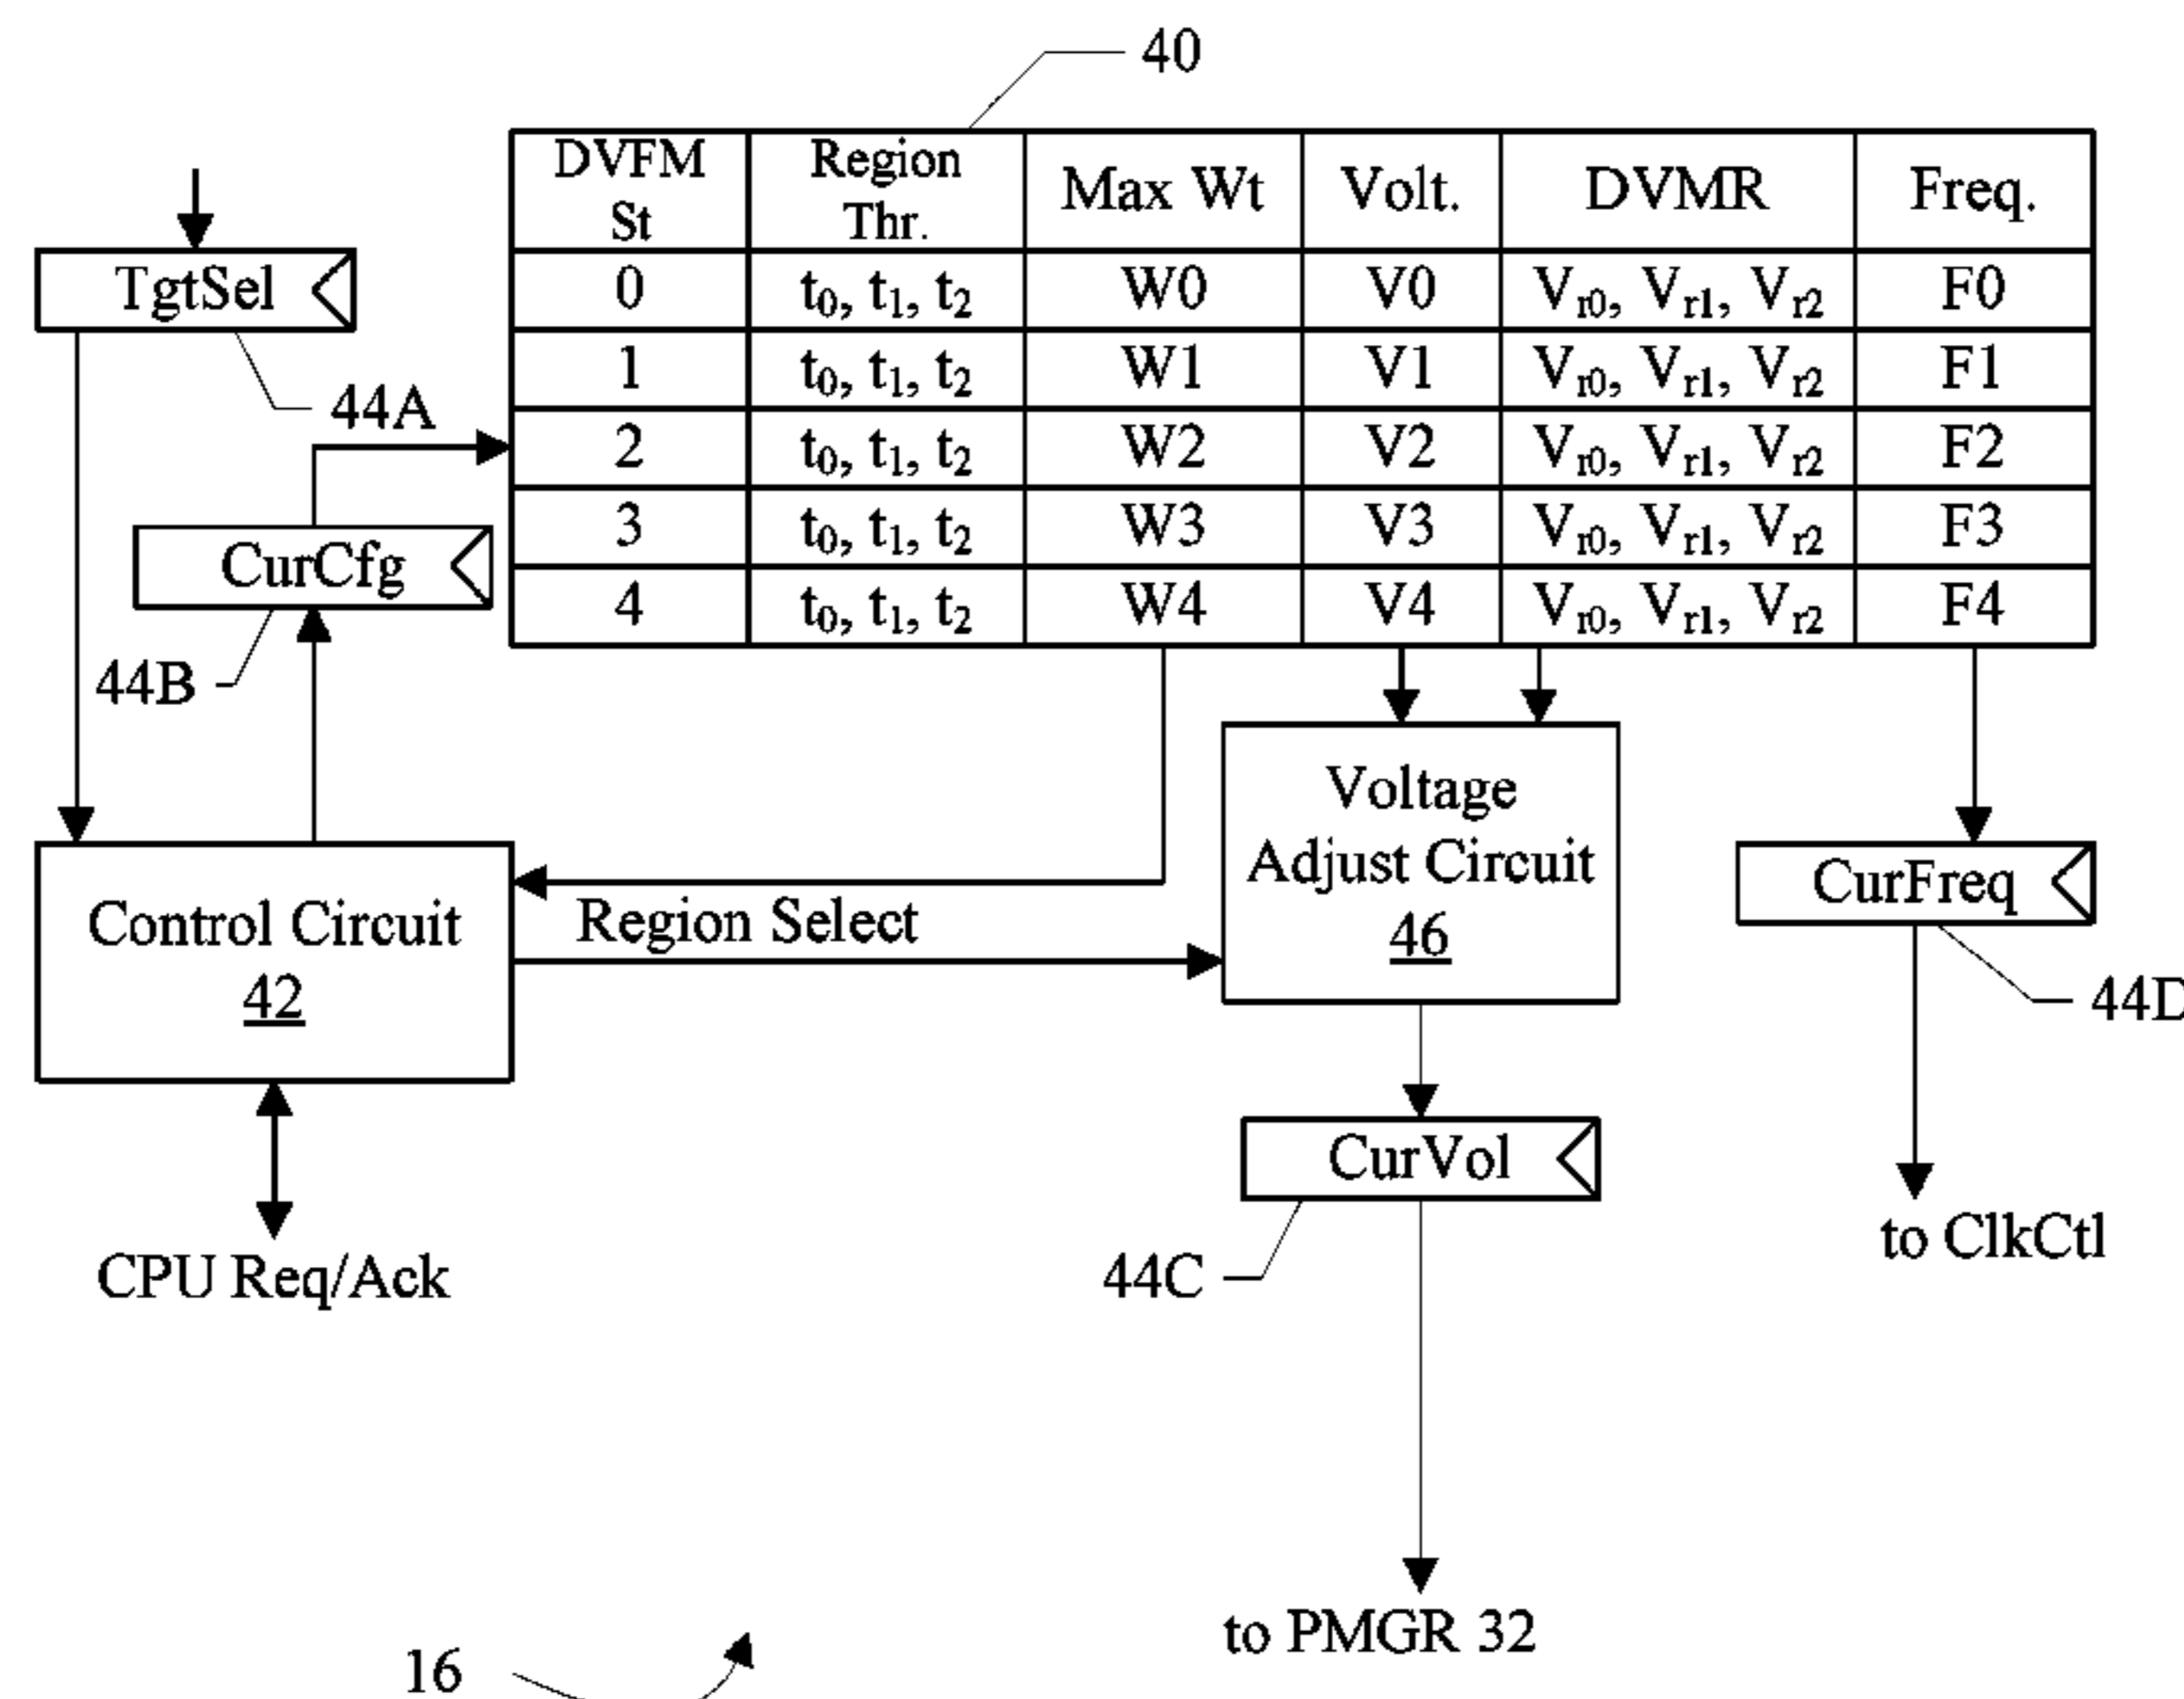 40
DVFM St | Region Thr. | Max Wt | Volt. | DVMR | Freq.
0 | t0, t1, t2 | W0 | V0 | Vr0, Vr1, Vr2 | F0
1 | t0, t1, t2 | W1 | V1 | Vr0, Vr1, Vr2 | F1
2 | t0, t1, t2 | W2 | V2 | Vr0, Vr1, Vr2 | F2
3 | t0, t1, t2 | W3 | V3 | Vr0, Vr1, Vr2 | F3
4 | t0, t1, t2 | W4 | V4 | Vr0, Vr1, Vr2 | F4
TgtSel
44A
CurCfg
44B
Control Circuit
42
Region Select
Voltage
Adjust Circuit
46
CurFreq
44D
CPU Req/Ack
CurVol
44C
to ClkCtl
to PMGR 32
16